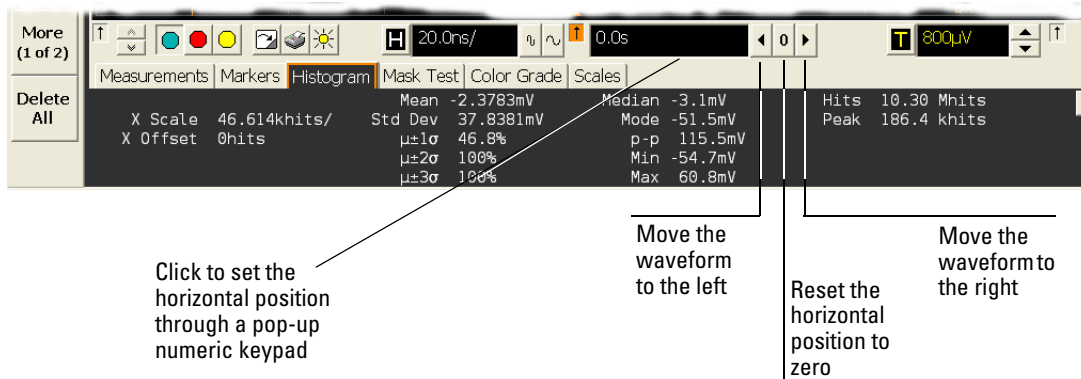 More
(1 of 2)
Delete
All
H 20.0ns/ 0.0s 0 T 800µV
Measurements Markers Histogram Mask Test Color Grade Scales
Mean -2.3783mV Median -3.1mV Hits 10.30 Mhits
X Scale 46.614khits/ Std Dev 37.8381mV Mode -51.5mV Peak 186.4 khits
X Offset 0hits µ±1σ 46.8% p-p 115.5mV
µ±2σ 100% Min -54.7mV
µ±3σ 100% Max 60.8mV
Click to set the
horizontal position
through a pop-up
numeric keypad
Move the
waveform
to the left
Reset the
horizontal
position to
zero
Move the
waveform to
the right